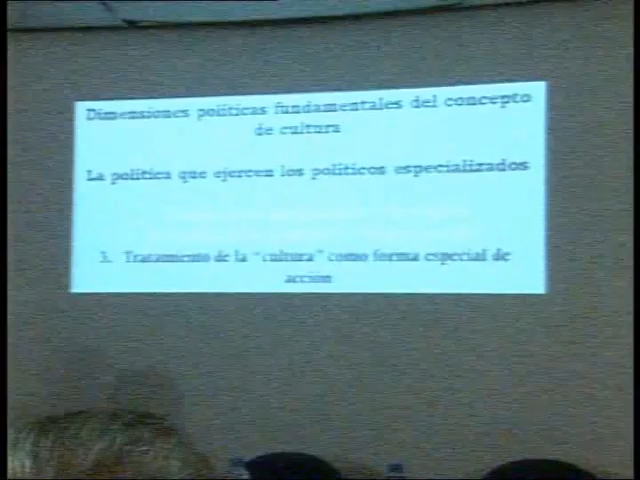 Dimensiones políticas fundamentales del concepto
de cultura
La política que ejercen los políticos especializados
3. Tratamiento de la "cultura" como forma especial de
acción